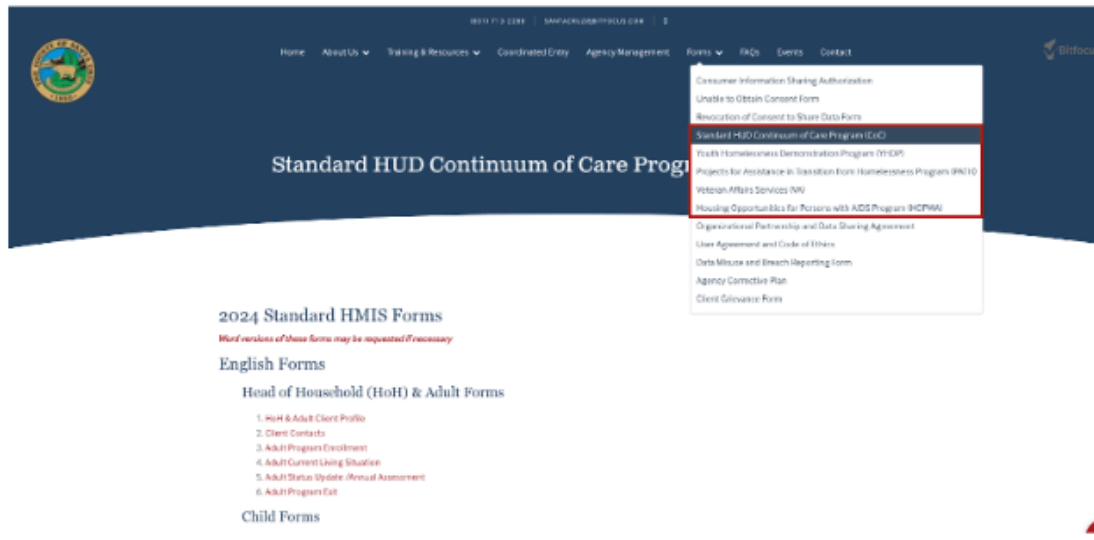 Home About Us Training & Resources Coordinated Entry Agency Management Forms FAQs Events Contact
Bitfocu
Consumer Information Sharing Authorization
Unable to Obtain Consent Form
Revocation of Consent to Share Data Form
Standard HUD Continuum of Care Program (CoC)
Youth Homelessness Demonstration Program (YHDP)
Projects for Assistance in Transition from Homelessness Program (PATH)
Veteran Affairs Services (VA)
Housing Opportunities for Persons with AIDS Program (HOPWA)
Organizational Partnership and Data Sharing Agreement
User Agreement and Code of Ethics
Data Misuse and Breach Reporting Form
Agency Corrective Plan
Client Grievance Form
Standard HUD Continuum of Care Prog
2024 Standard HMIS Forms
Word versions of these forms may be requested if necessary
English Forms
Head of Household (HoH) & Adult Forms
1. HoH & Adult Client Profile
2. Client Contacts
3. Adult Program Enrollment
4. Adult Current Living Situation
5. Adult Status Update /Annual Assessment
6. Adult Program Exit
Child Forms